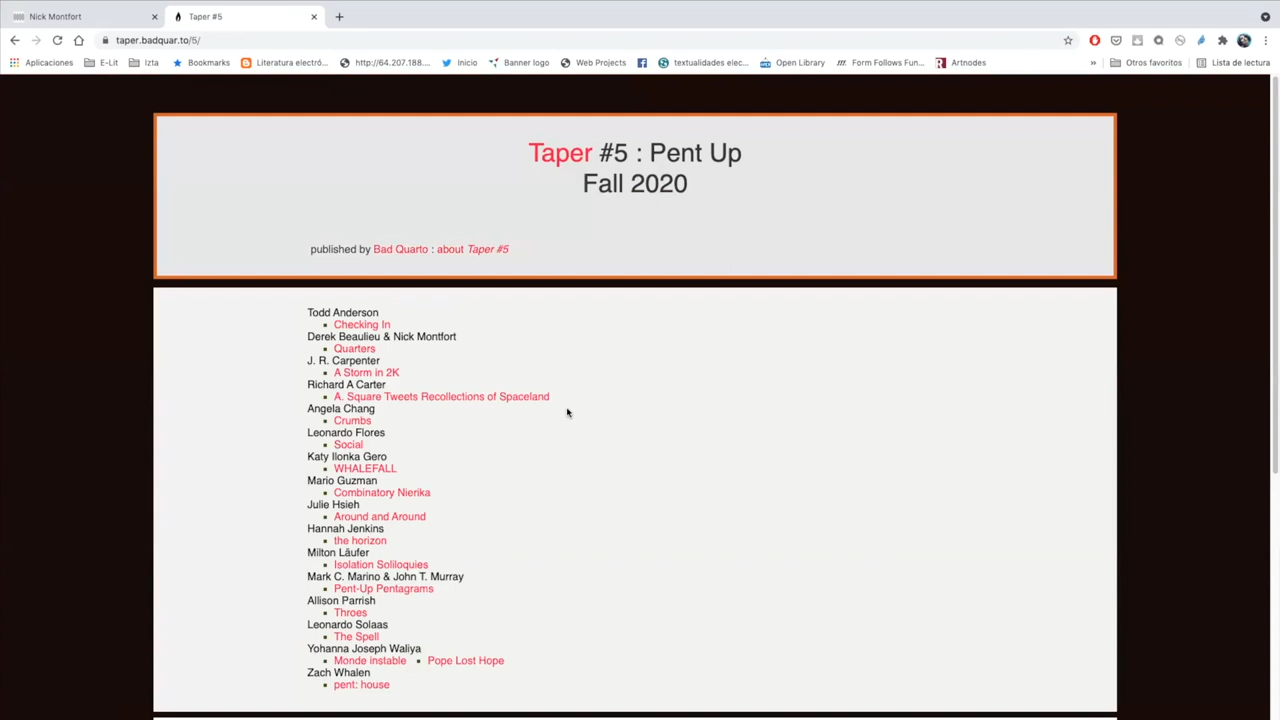 Nick Montfort
Taper #5
taper.badquar.to/5/
Aplicaciones E-Lit Izta Bookmarks Literatura electró... http://64.207.188.... Inicio Banner logo Web Projects textualidades elec... Open Library Form Follows Fun... Artnodes » Otros favoritos Lista de lectura
Taper #5 : Pent Up
Fall 2020
published by Bad Quarto : about Taper #5
Todd Anderson
Checking In
Derek Beaulieu & Nick Montfort
Quarters
J. R. Carpenter
A Storm in 2K
Richard A Carter
A. Square Tweets Recollections of Spaceland
Angela Chang
Crumbs
Leonardo Flores
Social
Katy Ilonka Gero
WHALEFALL
Mario Guzman
Combinatory Nierika
Julie Hsieh
Around and Around
Hannah Jenkins
the horizon
Milton Läufer
Isolation Soliloquies
Mark C. Marino & John T. Murray
Pent-Up Pentagrams
Allison Parrish
Throes
Leonardo Solaas
The Spell
Yohanna Joseph Waliya
Monde instable ▪ Pope Lost Hope
Zach Whalen
pent: house